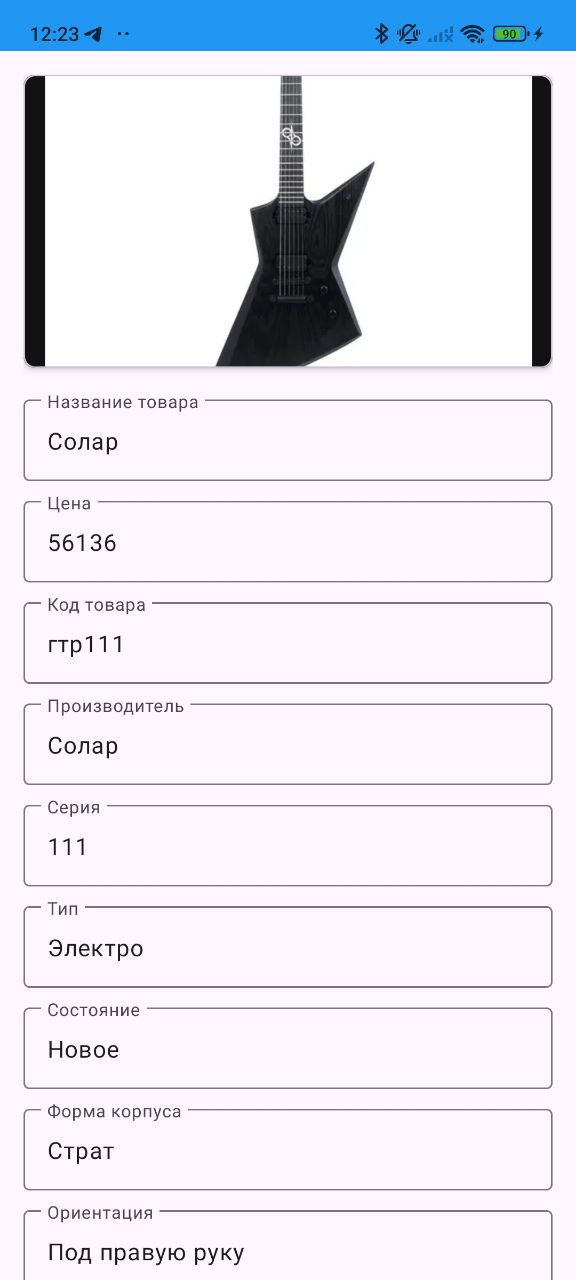 12:23
90
Название товара
Солар
Цена
56136
Код товара
гтр111
Производитель
Солар
Серия
111
Тип
Электро
Состояние
Новое
Форма корпуса
Страт
Ориентация
Под правую руку